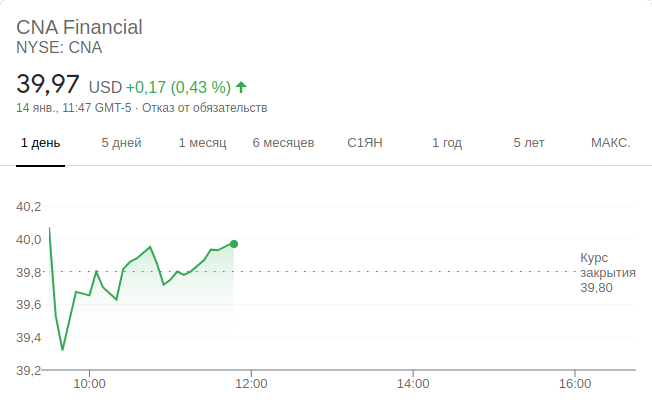 CNA Financial
NYSE: CNA
39,97 USD +0,17 (0,43 %)
14 янв., 11:47 GMT-5 · Отказ от обязательств
1 день 5 дней 1 месяц 6 месяцев С1ЯН 1 год 5 лет МАКС.
40,2
40,0
39,8
39,6
39,4
39,2
Курс
закрытия
39,80
10:00 12:00 14:00 16:00